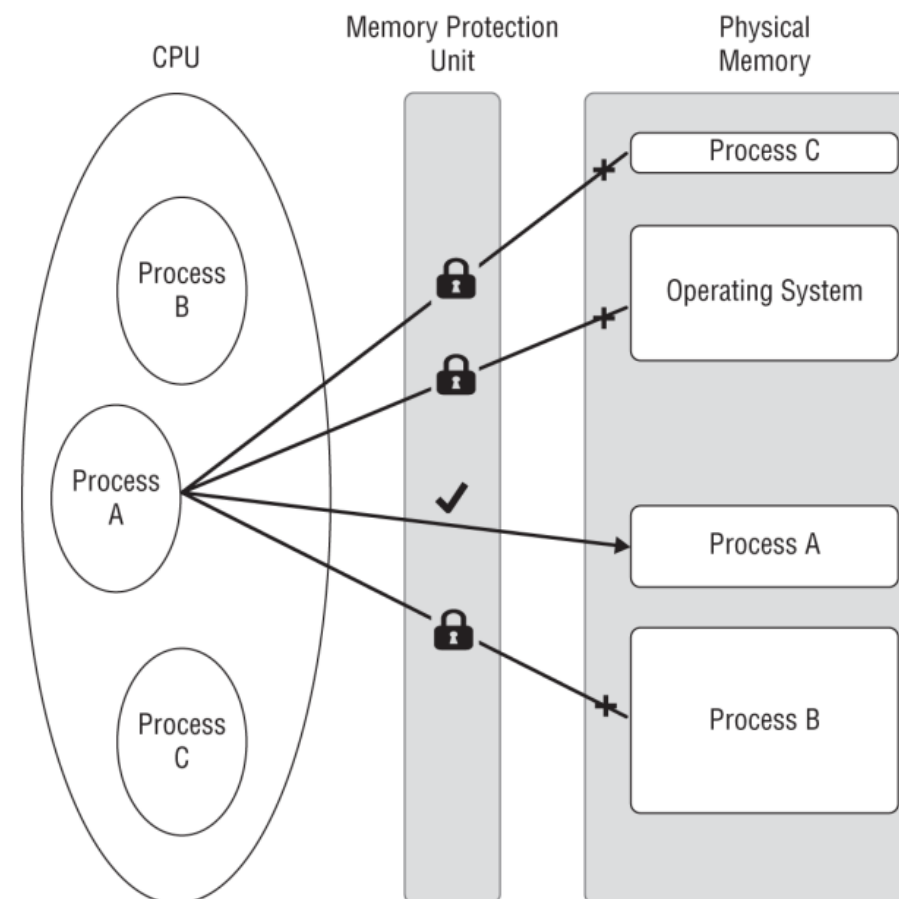 CPU
Memory Protection
Unit
Physical
Memory
Process
B
Process
A
Process
C
Process C
Operating System
Process A
Process B